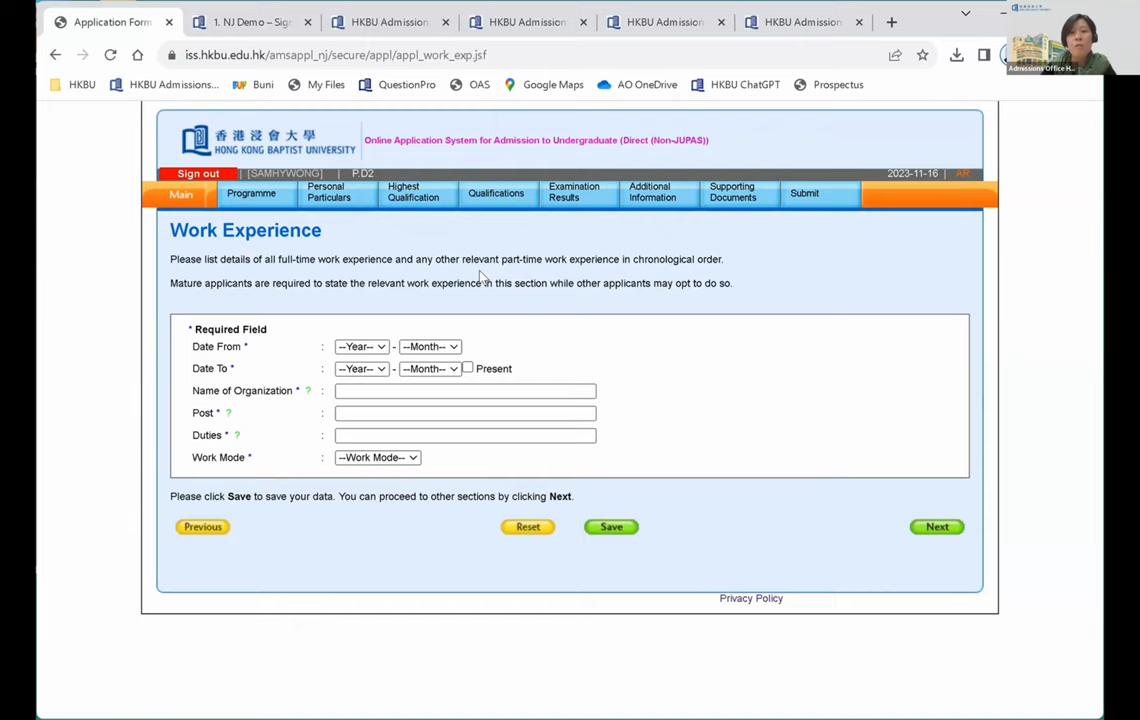 Application Form
1. NJ Demo – Sig
HKBU Admission
HKBU Admission
HKBU Admission
HKBU Admission
iss.hkbu.edu.hk/amsappl_nj/secure/appl/appl_work_exp.jsf
Admissions Office H...
HKBU
HKBU Admissions...
Buni
My Files
QuestionPro
OAS
Google Maps
AO OneDrive
HKBU ChatGPT
Prospectus
香港浸會大學
HONG KONG BAPTIST UNIVERSITY
Online Application System for Admission to Undergraduate (Direct (Non-JUPAS))
Sign out | [SAMHYWONG] | P.D2
2023-11-16 | AR
Main
Programme
Personal Particulars
Highest Qualification
Qualifications
Examination Results
Additional Information
Supporting Documents
Submit
Work Experience
Please list details of all full-time work experience and any other relevant part-time work experience in chronological order.
Mature applicants are required to state the relevant work experience in this section while other applicants may opt to do so.
* Required Field
Date From * : --Year-- - --Month--
Date To * : --Year-- - --Month-- Present
Name of Organization * ? :
Post * ? :
Duties * ? :
Work Mode * : --Work Mode--
Please click Save to save your data. You can proceed to other sections by clicking Next.
Previous
Reset
Save
Next
Privacy Policy